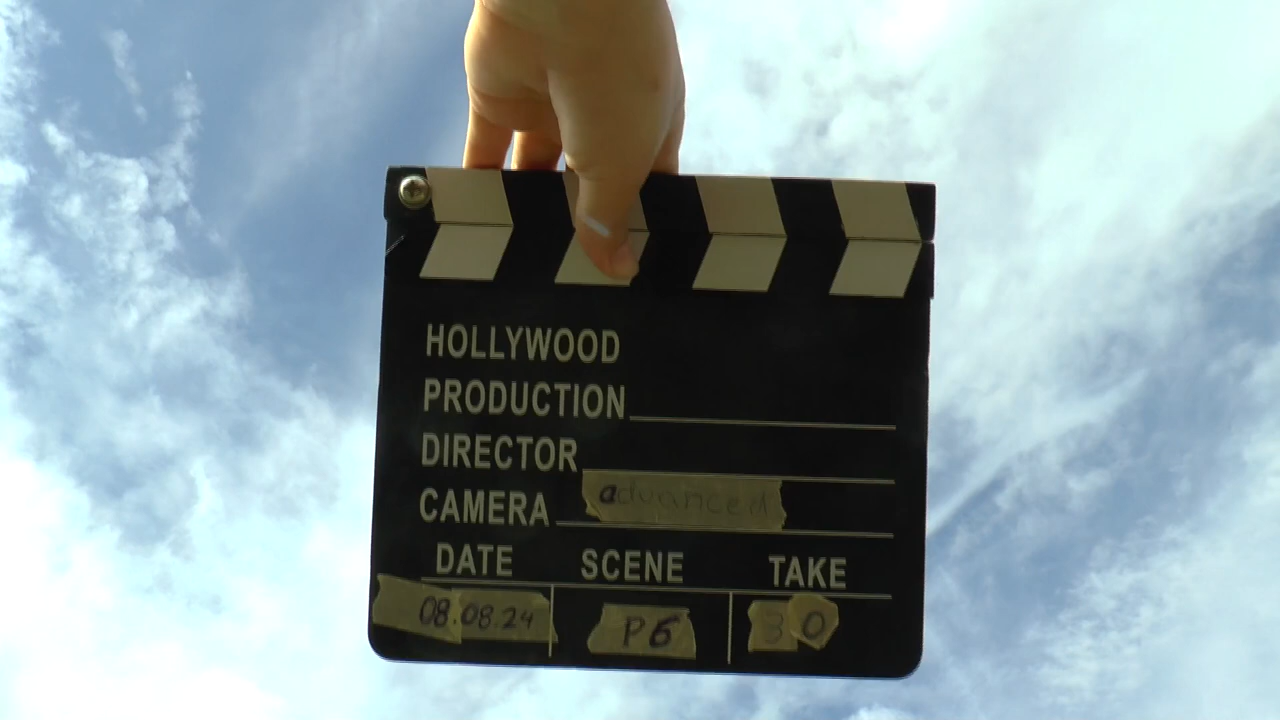 HOLLYWOOD
PRODUCTION
DIRECTOR
CAMERA advanced
DATE SCENE TAKE
08.08.24 P6 30